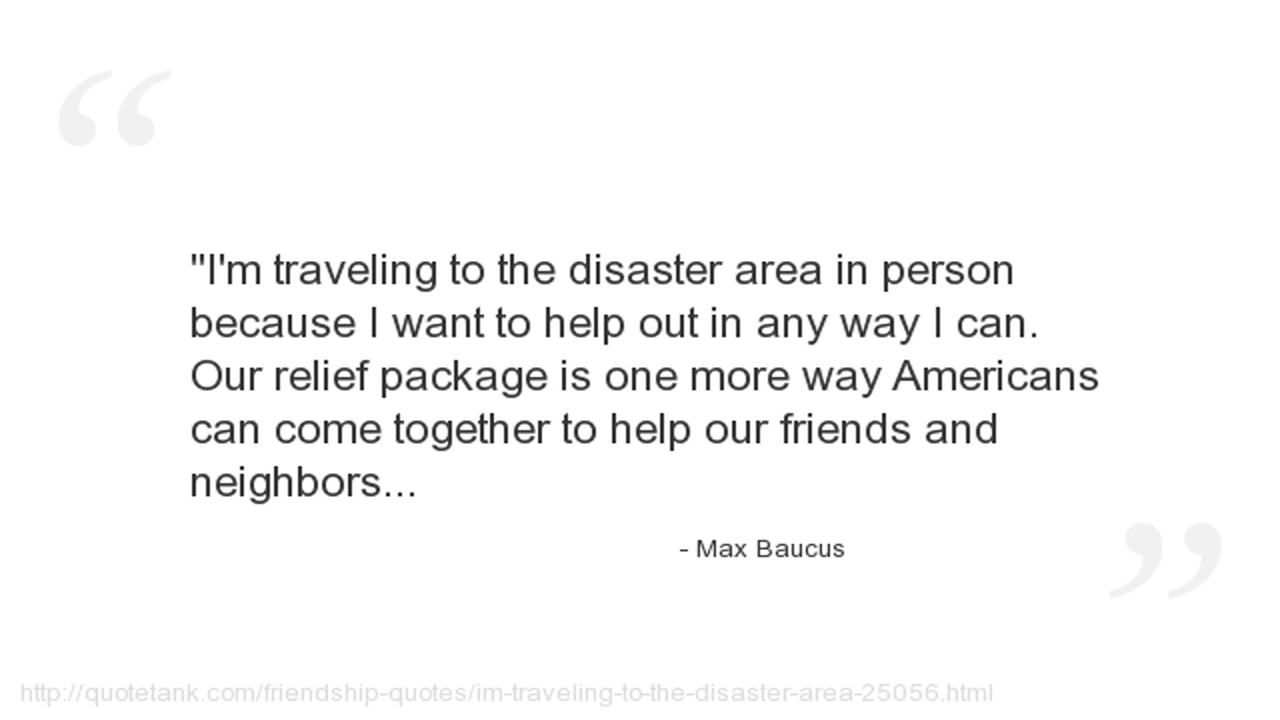 "I'm traveling to the disaster area in person
because I want to help out in any way I can.
Our relief package is one more way Americans
can come together to help our friends and
neighbors...
- Max Baucus
http://quotetank.com/friendship-quotes/im-traveling-to-the-disaster-area-25056.html